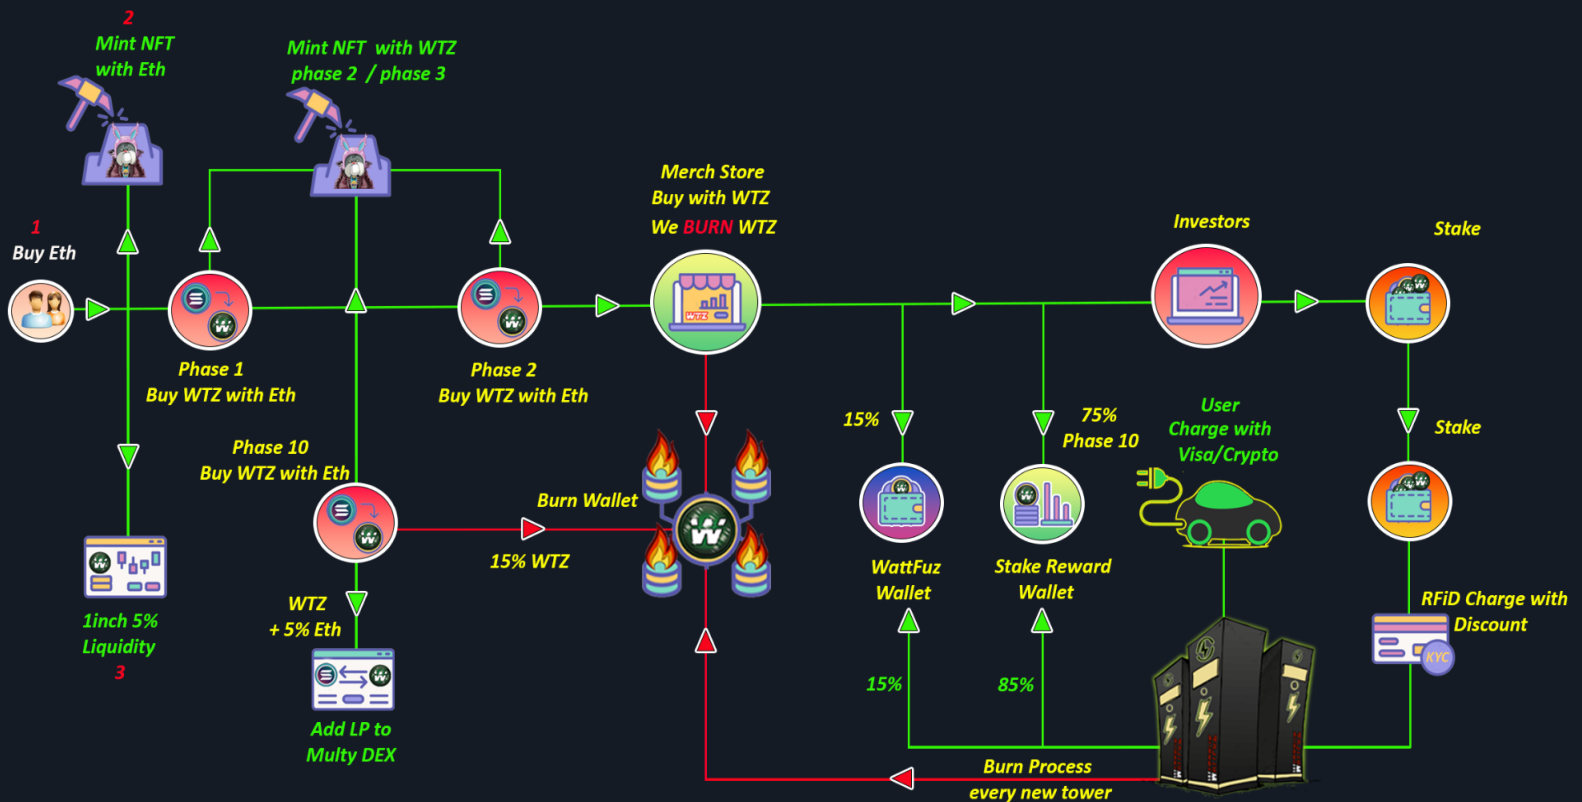 2
Mint NFT
with Eth
Mint NFT with WTZ
phase 2 / phase 3
1
Buy Eth
Merch Store
Buy with WTZ
We BURN WTZ
WTZ
Investors
Stake
Phase 1
Buy WTZ with Eth
Phase 2
Buy WTZ with Eth
Phase 10
Buy WTZ with Eth
15%
75%
Phase 10
User
Charge with
Visa/Crypto
Stake
Burn Wallet
15% WTZ
WattFuz
Wallet
Stake Reward
Wallet
1inch 5%
Liquidity
3
WTZ
+ 5% Eth
RFiD Charge with
Discount
KYC
15%
85%
Add LP to
Multy DEX
Burn Process
every new tower